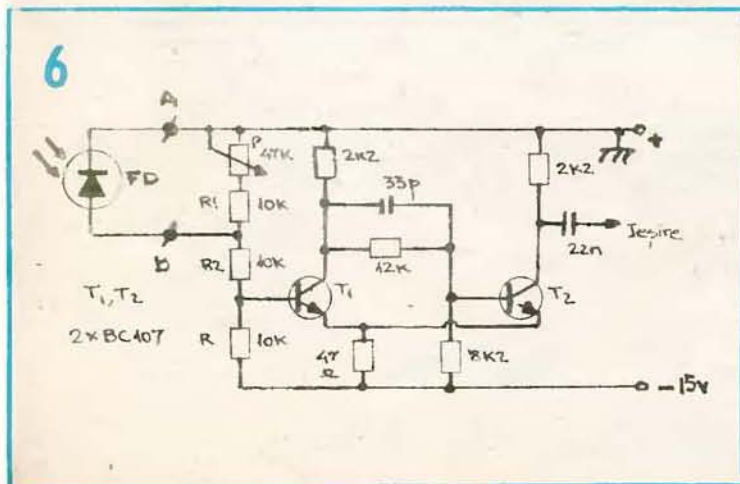 6
A
P
47K
2K2
+
2K2
33p
FD
R1
10K
Ieșire
22n
R2
10K
12K
T1, T2
T1
T2
2×BC107
R
10K
47
Ω
8K2
-15V